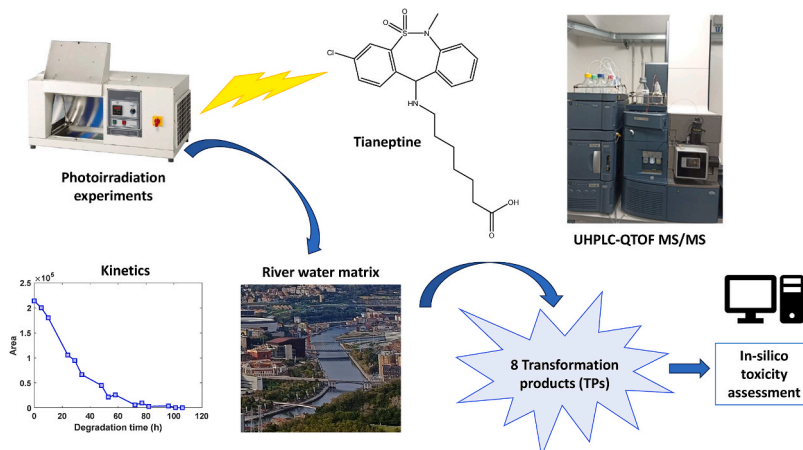 O
O
S
N
Cl
HN
OH
O
Tianeptine
Photoirradiation
experiments
UHPLC-QTOF MS/MS
Kinetics
×10⁵
2.5
2
1.5
1
0.5
0
Area
0 20 40 60 80 100 120
Degradation time (h)
River water matrix
8 Transformation
products (TPs)
In-silico
toxicity
assessment